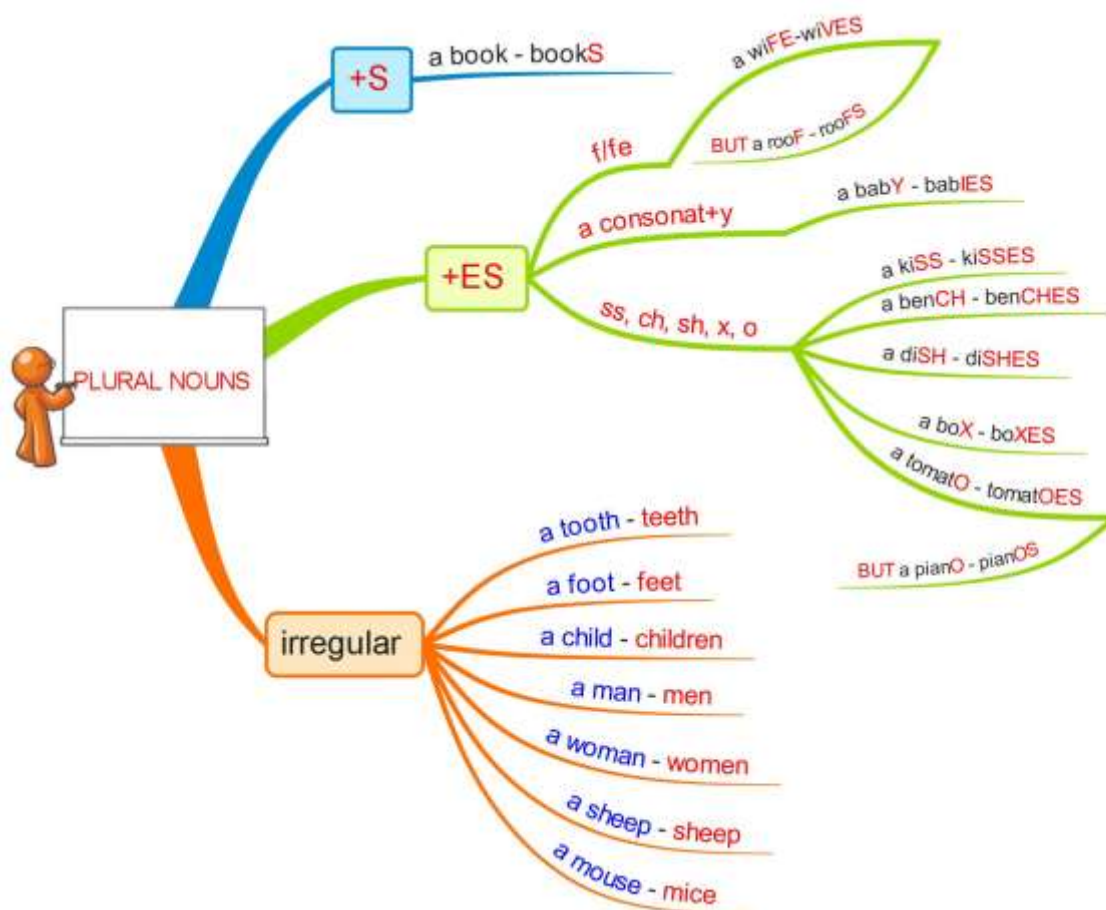 PLURAL NOUNS
+S
a book - bookS
+ES
f/fe
a wiFE-wiVES
BUT a rooF - rooFS
a consonat+y
a babY - babIES
ss, ch, sh, x, o
a kiSS - kiSSES
a benCH - benCHES
a diSH - diSHES
a boX - boXES
a tomatO - tomatOES
BUT a pianO - pianOS
irregular
a tooth - teeth
a foot - feet
a child - children
a man - men
a woman - women
a sheep - sheep
a mouse - mice